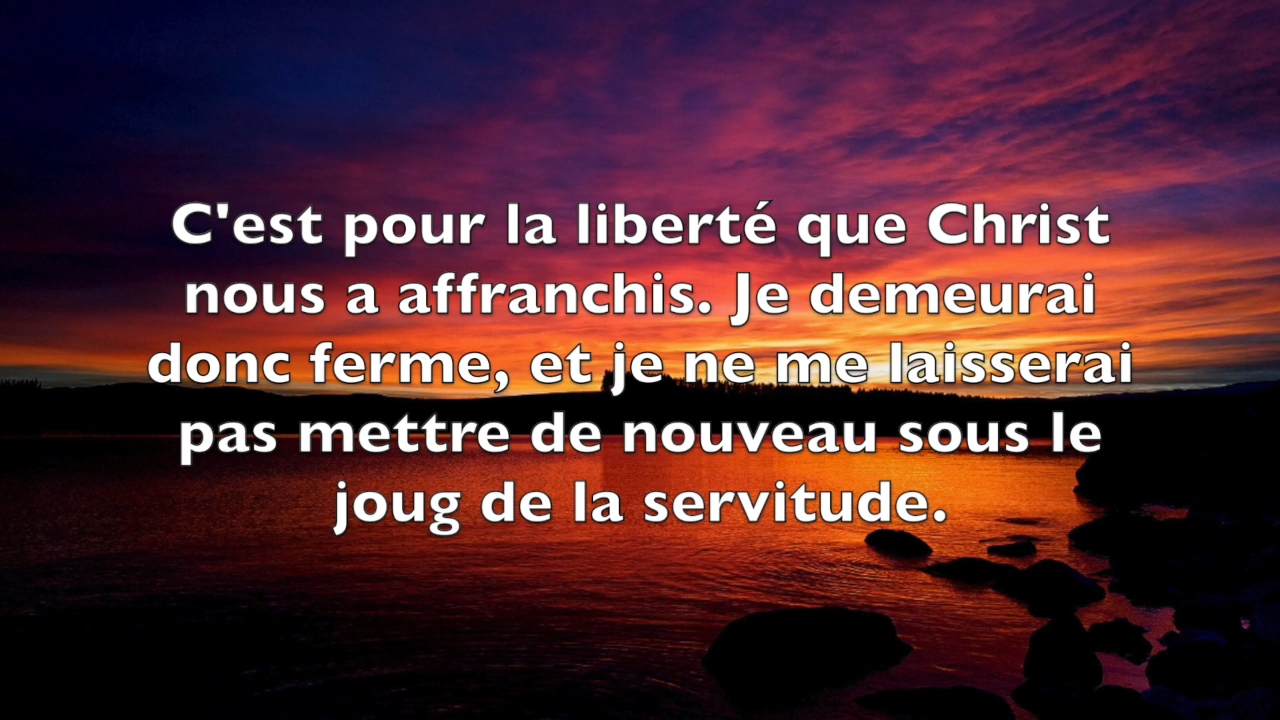 C'est pour la liberté que Christ
nous a affranchis. Je demeurai
donc ferme, et je ne me laisserai
pas mettre de nouveau sous le
joug de la servitude.